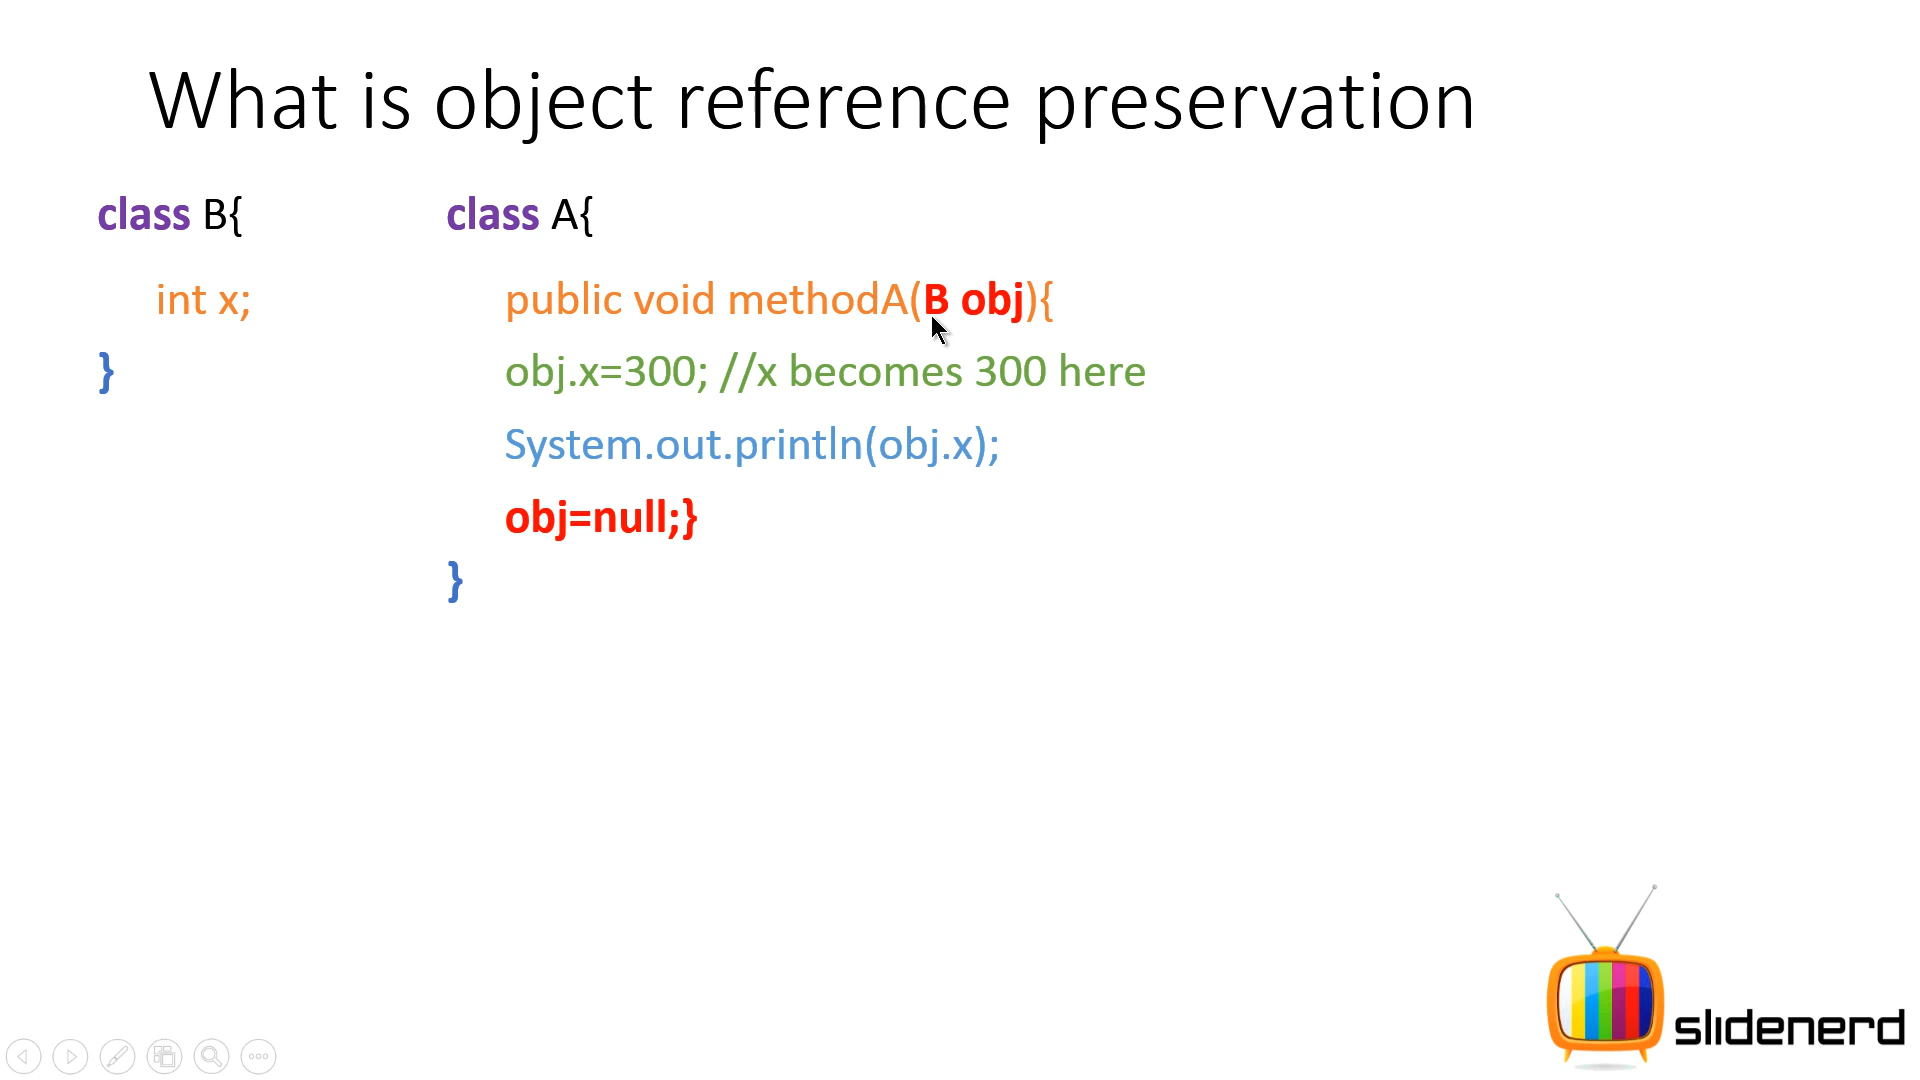 What is object reference preservation
class B{
int x;
}
class A{
public void methodA(B obj){
obj.x=300; //x becomes 300 here
System.out.println(obj.x);
obj=null;}
}
slidenerd